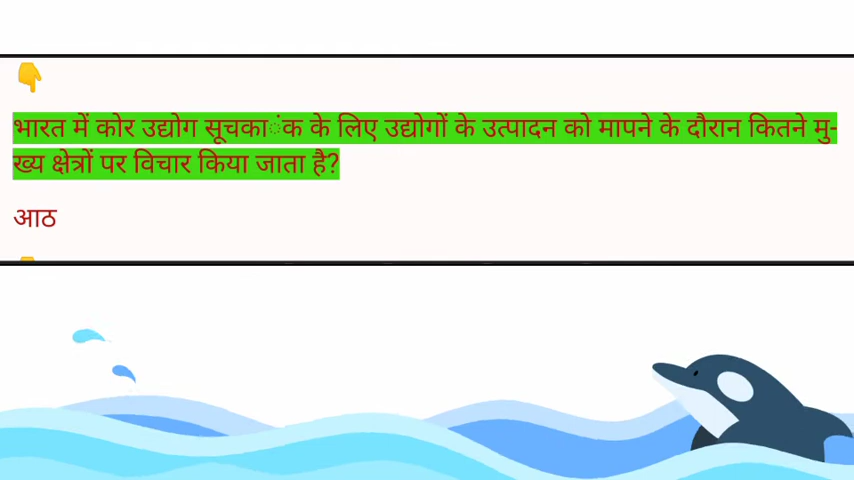 👇
भारत में कोर उद्योग सूचकांक के लिए उद्योगों के उत्पादन को मापने के दौरान कितने मु-
ख्य क्षेत्रों पर विचार किया जाता है?
आठ